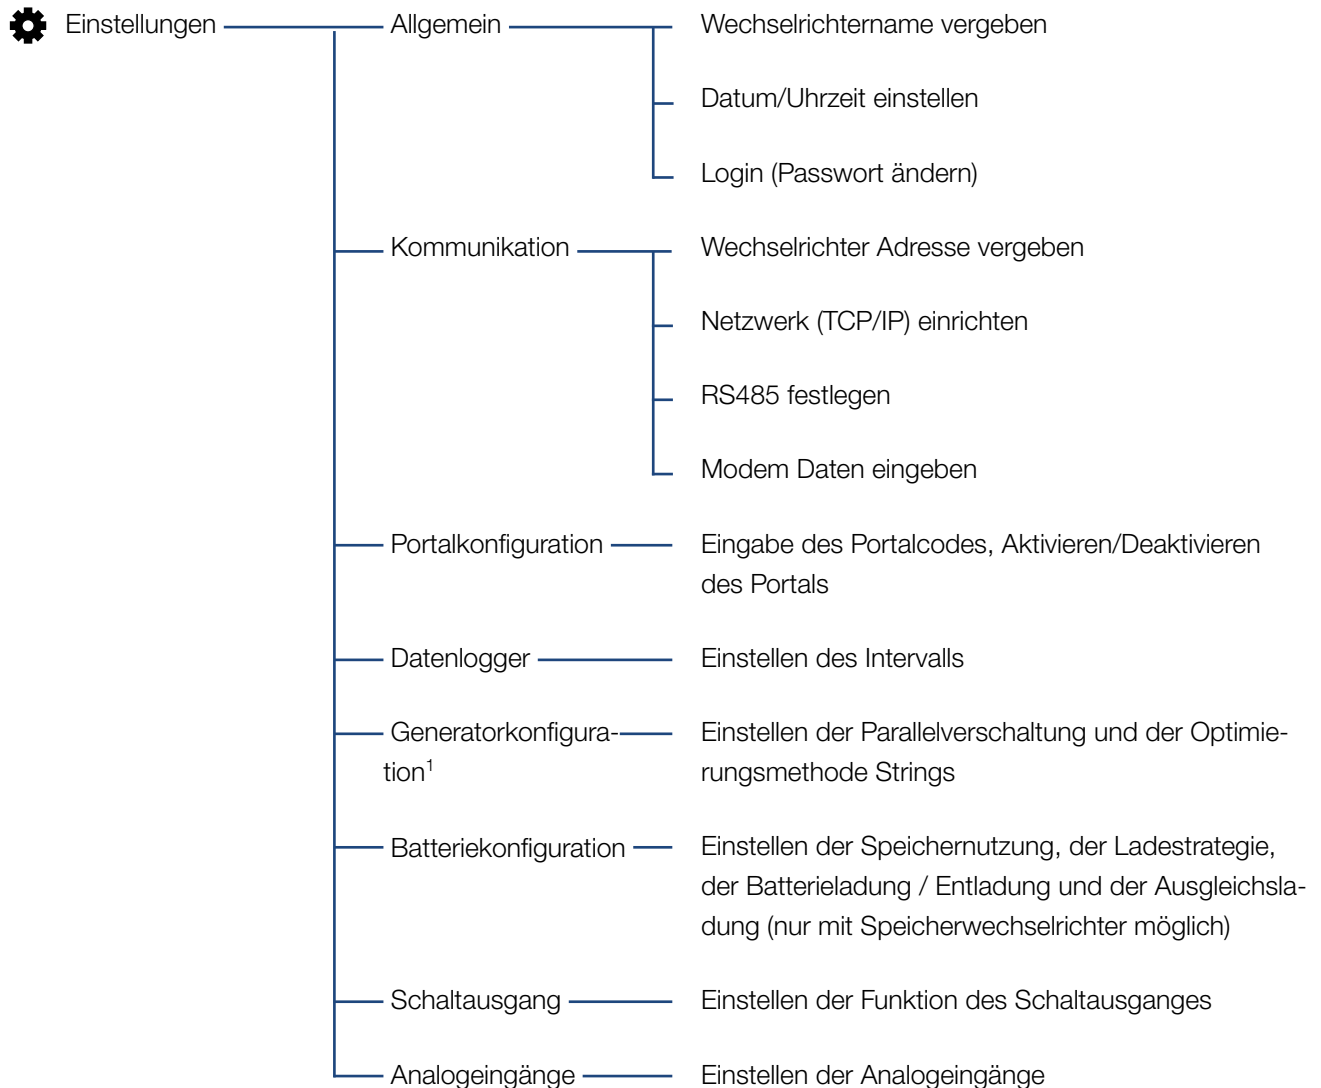 Einstellungen Allgemein Wechselrichtername vergeben
Datum/Uhrzeit einstellen
Login (Passwort ändern)
Kommunikation Wechselrichter Adresse vergeben
Netzwerk (TCP/IP) einrichten
RS485 festlegen
Modem Daten eingeben
Portalkonfiguration Eingabe des Portalcodes, Aktivieren/Deaktivieren
des Portals
Datenlogger Einstellen des Intervalls
Generatorkonfigura- Einstellen der Parallelverschaltung und der Optimie-
tion¹ rungsmethode Strings
Batteriekonfiguration Einstellen der Speichernutzung, der Ladestrategie,
der Batterieladung / Entladung und der Ausgleichsla-
dung (nur mit Speicherwechselrichter möglich)
Schaltausgang Einstellen der Funktion des Schaltausganges
Analogeingänge Einstellen der Analogeingänge